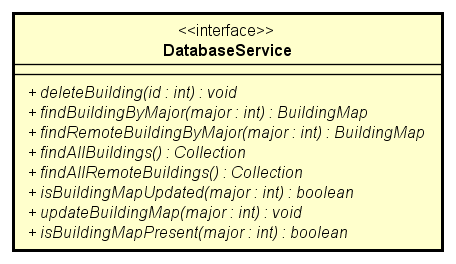 <<interface>>
DatabaseService
+ deleteBuilding(id : int) : void
+ findBuildingByMajor(major : int) : BuildingMap
+ findRemoteBuildingByMajor(major : int) : BuildingMap
+ findAllBuildings() : Collection
+ findAllRemoteBuildings() : Collection
+ isBuildingMapUpdated(major : int) : boolean
+ updateBuildingMap(major : int) : void
+ isBuildingMapPresent(major : int) : boolean